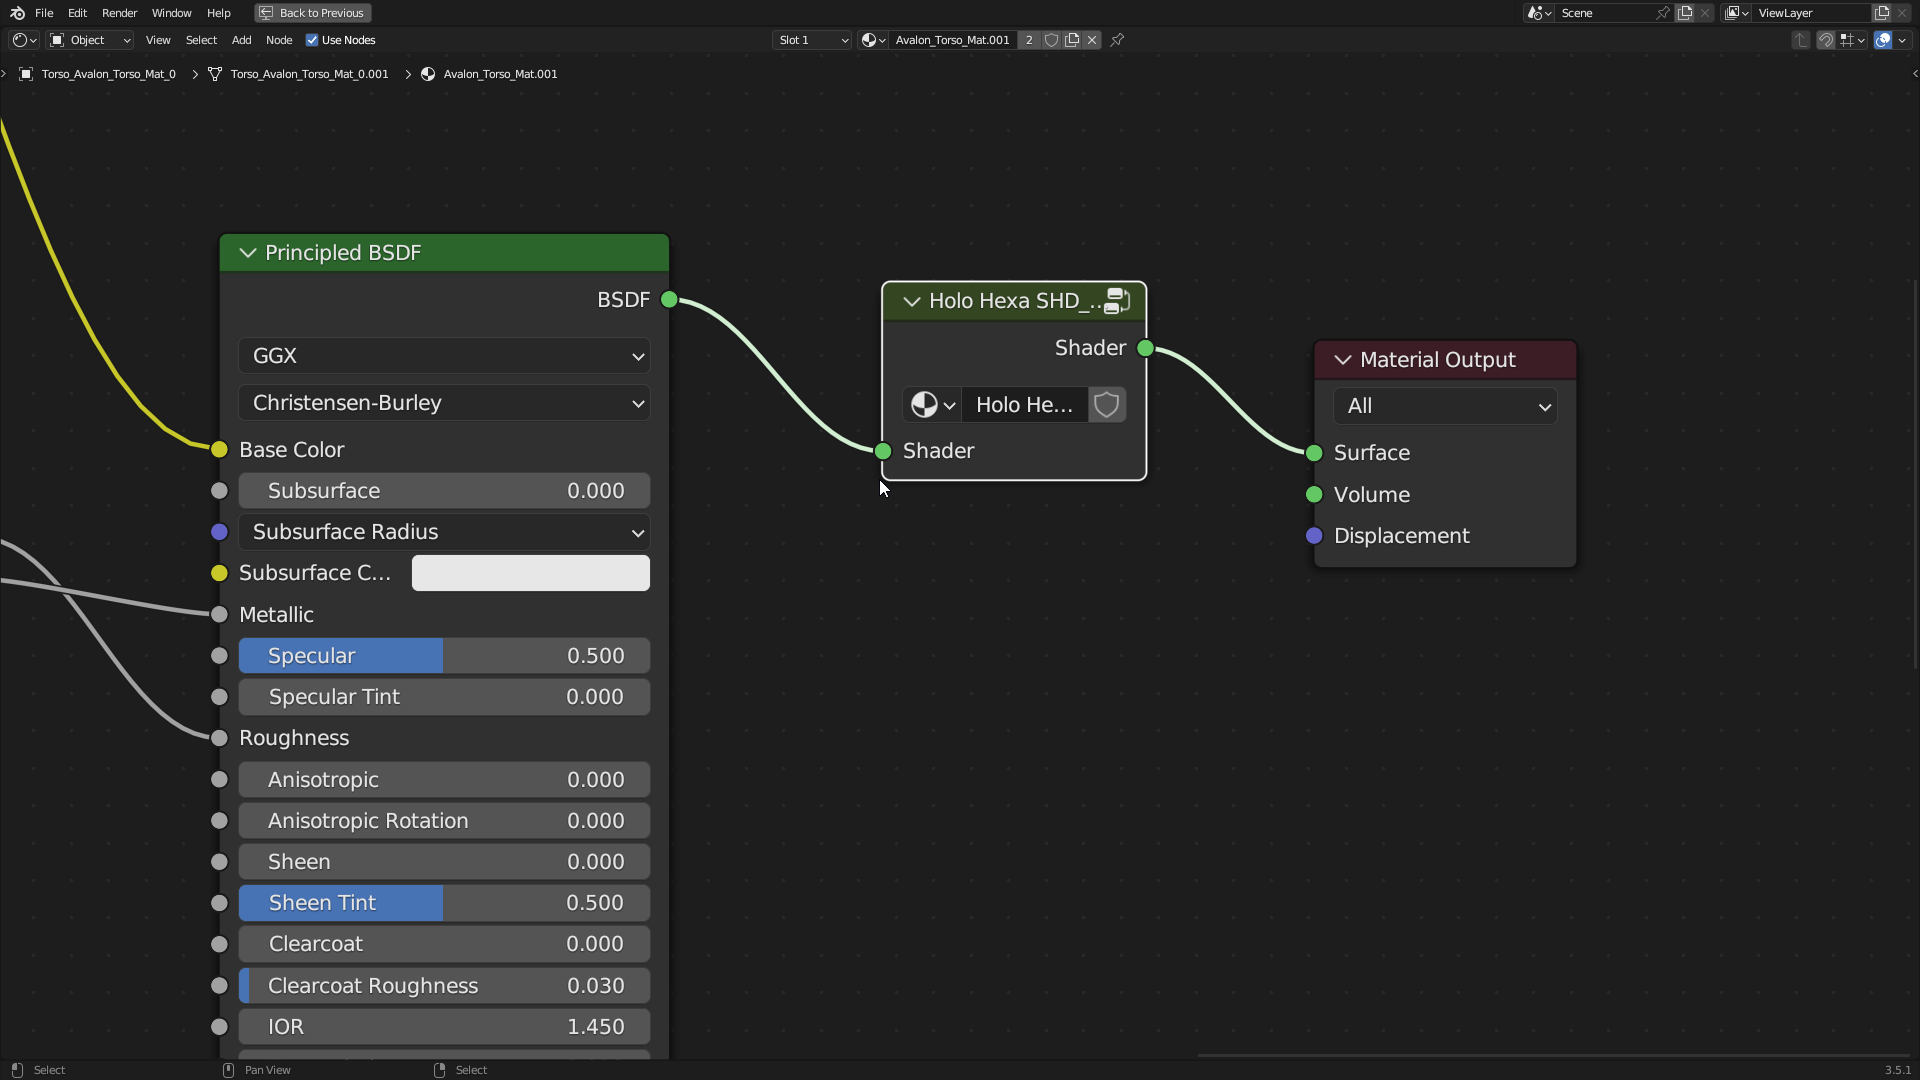 File Edit Render Window Help Back to Previous Scene ViewLayer
Object View Select Add Node Use Nodes Slot 1 Avalon_Torso_Mat.001 2
Torso_Avalon_Torso_Mat_0 Torso_Avalon_Torso_Mat_0.001 Avalon_Torso_Mat.001
Principled BSDF
BSDF
GGX
Christensen-Burley
Base Color
Subsurface 0.000
Subsurface Radius
Subsurface C...
Metallic
Specular 0.500
Specular Tint 0.000
Roughness
Anisotropic 0.000
Anisotropic Rotation 0.000
Sheen 0.000
Sheen Tint 0.500
Clearcoat 0.000
Clearcoat Roughness 0.030
IOR 1.450
Holo Hexa SHD_..
Shader
Holo He...
Shader
Material Output
All
Surface
Volume
Displacement
Select Pan View Select 3.5.1